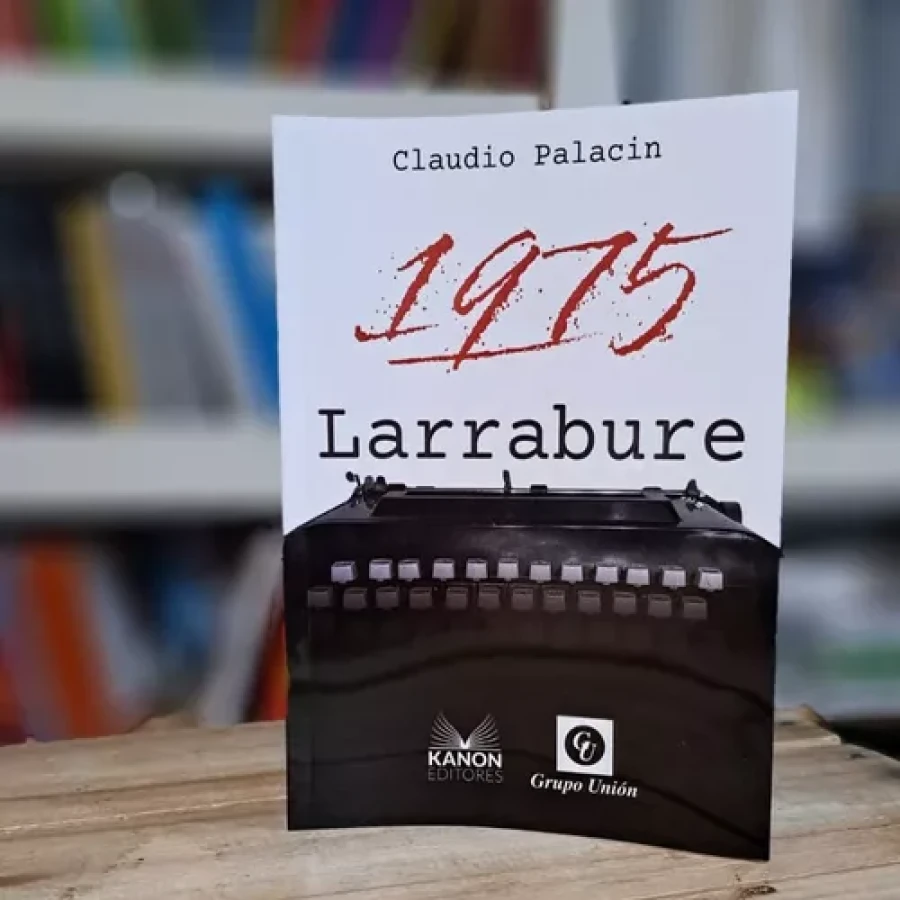 Claudio Palacin
1975
Larrabure
KANON
EDITORES
GU
Grupo Unión